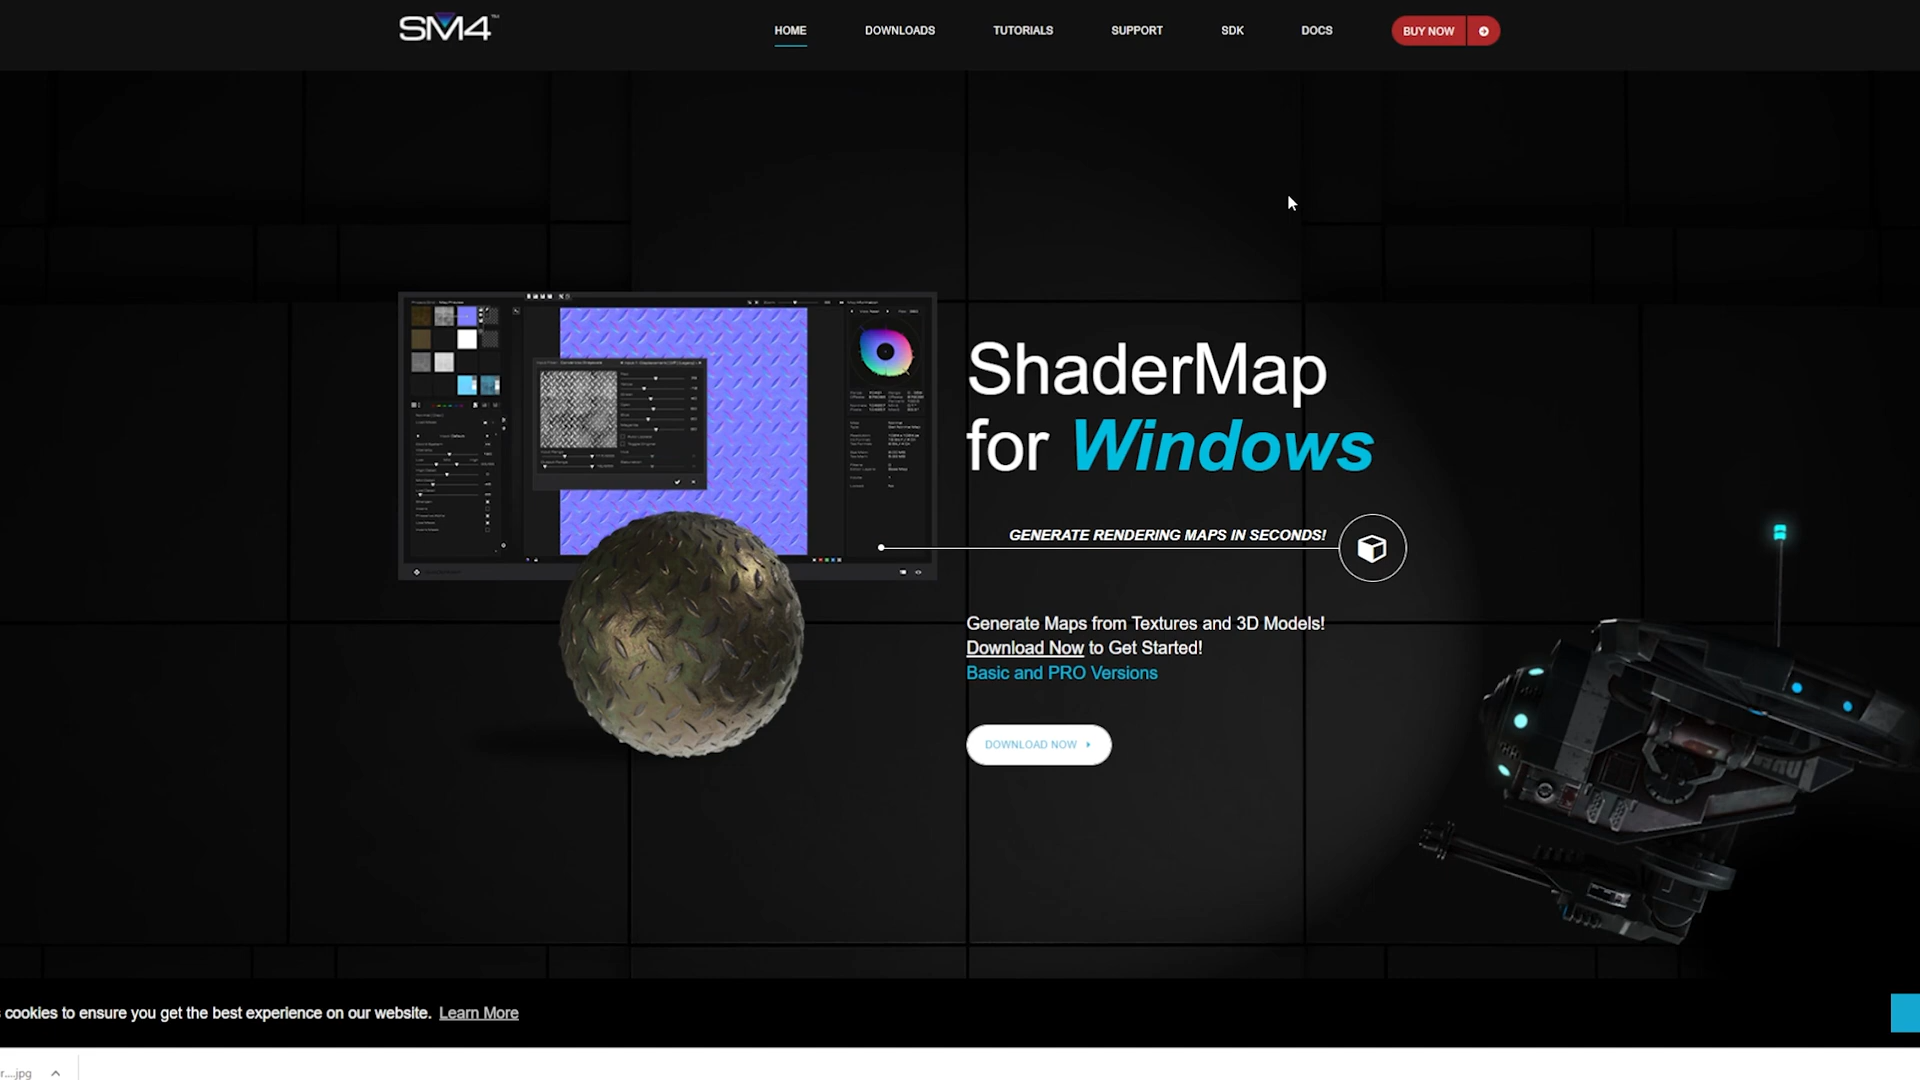 SM4™
HOME
DOWNLOADS
TUTORIALS
SUPPORT
SDK
DOCS
BUY NOW
ShaderMap
for Windows
GENERATE RENDERING MAPS IN SECONDS!
Generate Maps from Textures and 3D Models!
Download Now to Get Started!
Basic and PRO Versions
DOWNLOAD NOW
cookies to ensure you get the best experience on our website. Learn More
r....jpg